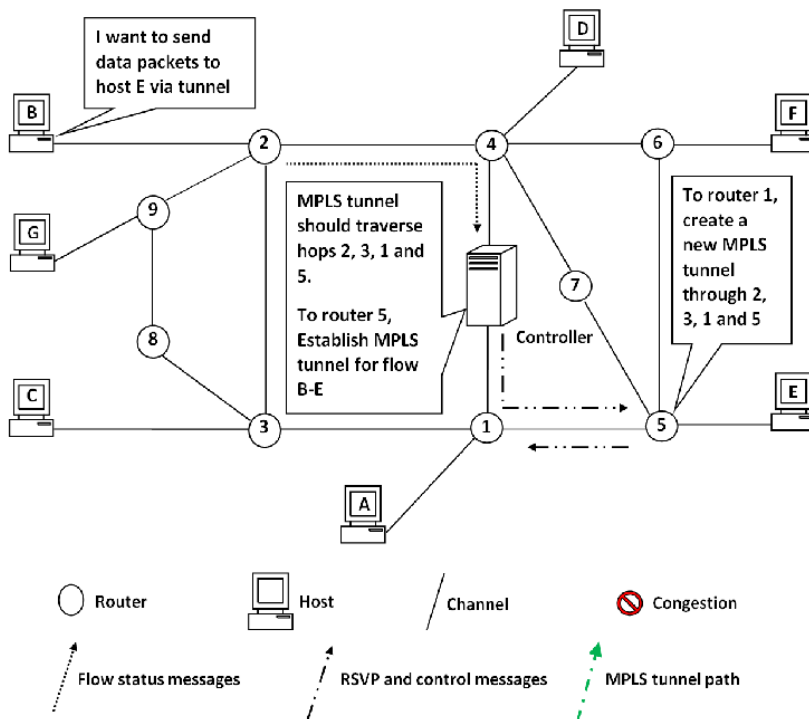 I want to send
data packets to
host E via tunnel
D
B
F
2
4
6
9
G
MPLS tunnel
should traverse
hops 2, 3, 1 and
5.
To router 5,
Establish MPLS
tunnel for flow
B-E
To router 1,
create a
new MPLS
tunnel
through 2,
3, 1 and 5
7
Controller
8
C
E
3
1
5
A
Router
Host
Channel
Congestion
Flow status messages
RSVP and control messages
MPLS tunnel path